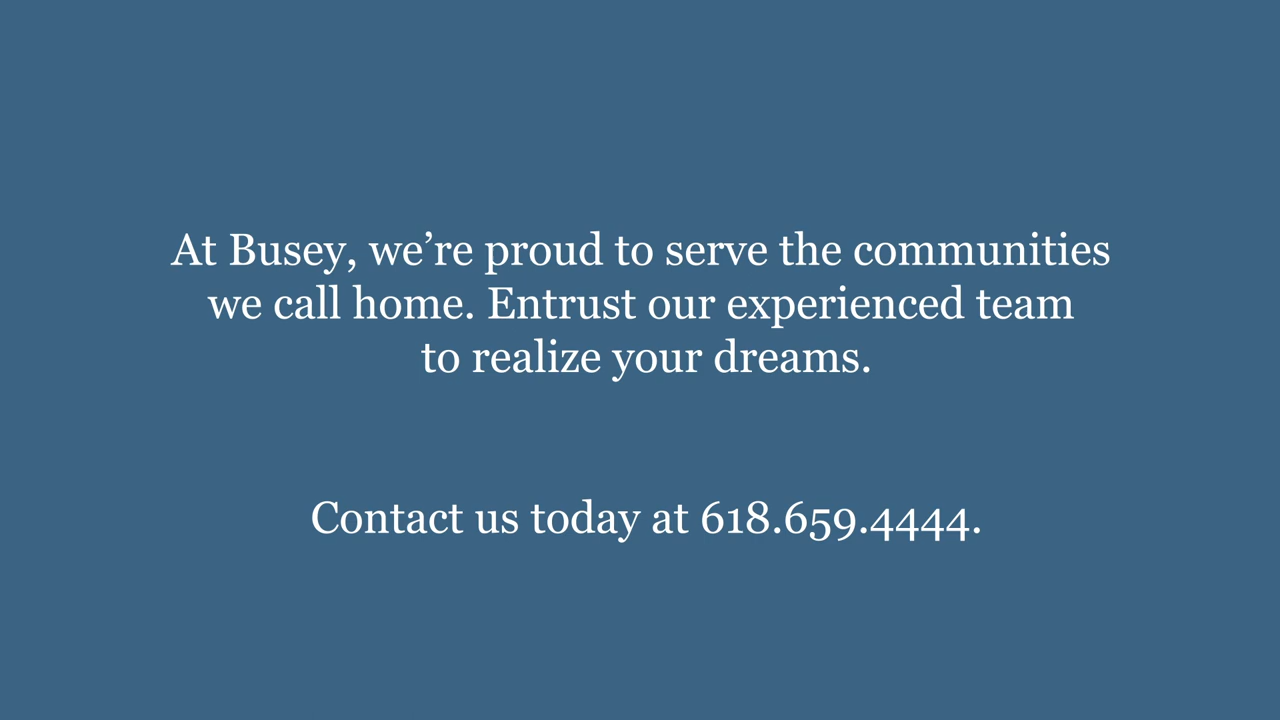 At Busey, we’re proud to serve the communities
we call home. Entrust our experienced team
to realize your dreams.
Contact us today at 618.659.4444.